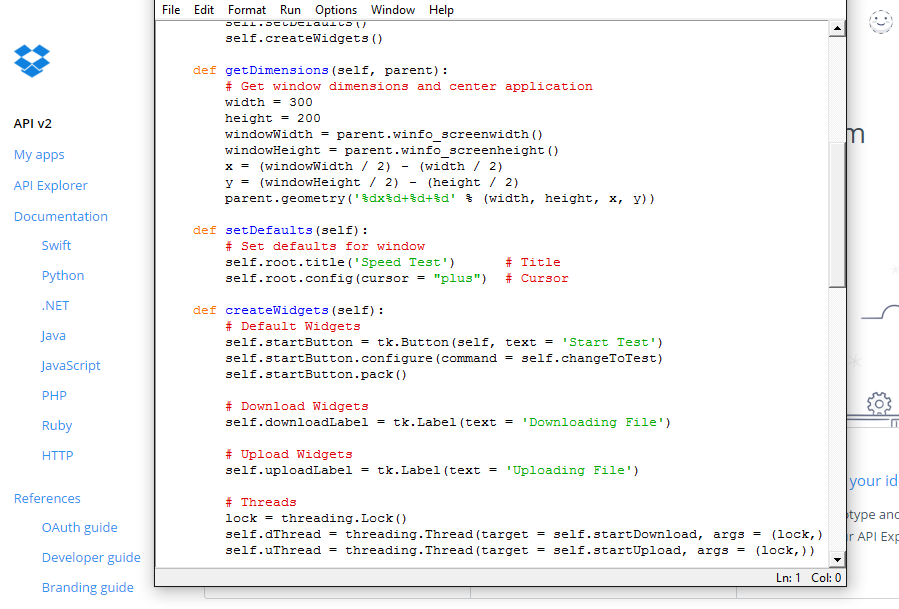 File Edit Format Run Options Window Help
self.setDefaults()
self.createWidgets()
def getDimensions(self, parent):
# Get window dimensions and center application
width = 300
height = 200
windowWidth = parent.winfo_screenwidth()
windowHeight = parent.winfo_screenheight()
x = (windowWidth / 2) - (width / 2)
y = (windowHeight / 2) - (height / 2)
parent.geometry('%dx%d+%d+%d' % (width, height, x, y))
def setDefaults(self):
# Set defaults for window
self.root.title('Speed Test') # Title
self.root.config(cursor = "plus") # Cursor
def createWidgets(self):
# Default Widgets
self.startButton = tk.Button(self, text = 'Start Test')
self.startButton.configure(command = self.changeToTest)
self.startButton.pack()
# Download Widgets
self.downloadLabel = tk.Label(text = 'Downloading File')
# Upload Widgets
self.uploadLabel = tk.Label(text = 'Uploading File')
# Threads
lock = threading.Lock()
self.dThread = threading.Thread(target = self.startDownload, args = (lock,)
self.uThread = threading.Thread(target = self.startUpload, args = (lock,))
Ln: 1 Col: 0
API v2
My apps
API Explorer
Documentation
Swift
Python
.NET
Java
JavaScript
PHP
Ruby
HTTP
References
OAuth guide
Developer guide
Branding guide
m
your id
otype and
r API Exp